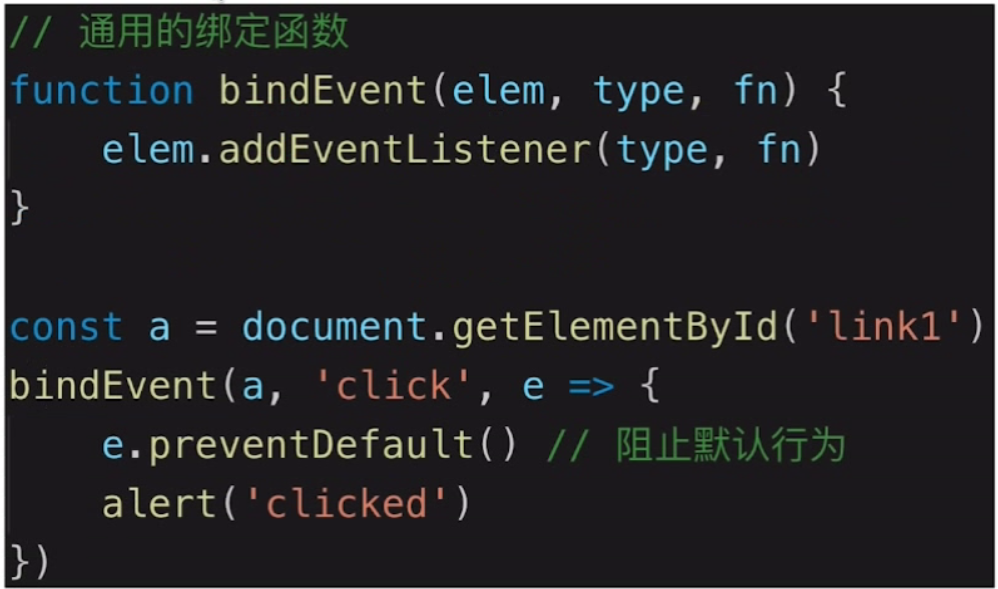 // 通用的绑定函数
function bindEvent(elem, type, fn) {
    elem.addEventListener(type, fn)
}
const a = document.getElementById('link1')
bindEvent(a, 'click', e => {
    e.preventDefault() // 阻止默认行为
    alert('clicked')
})